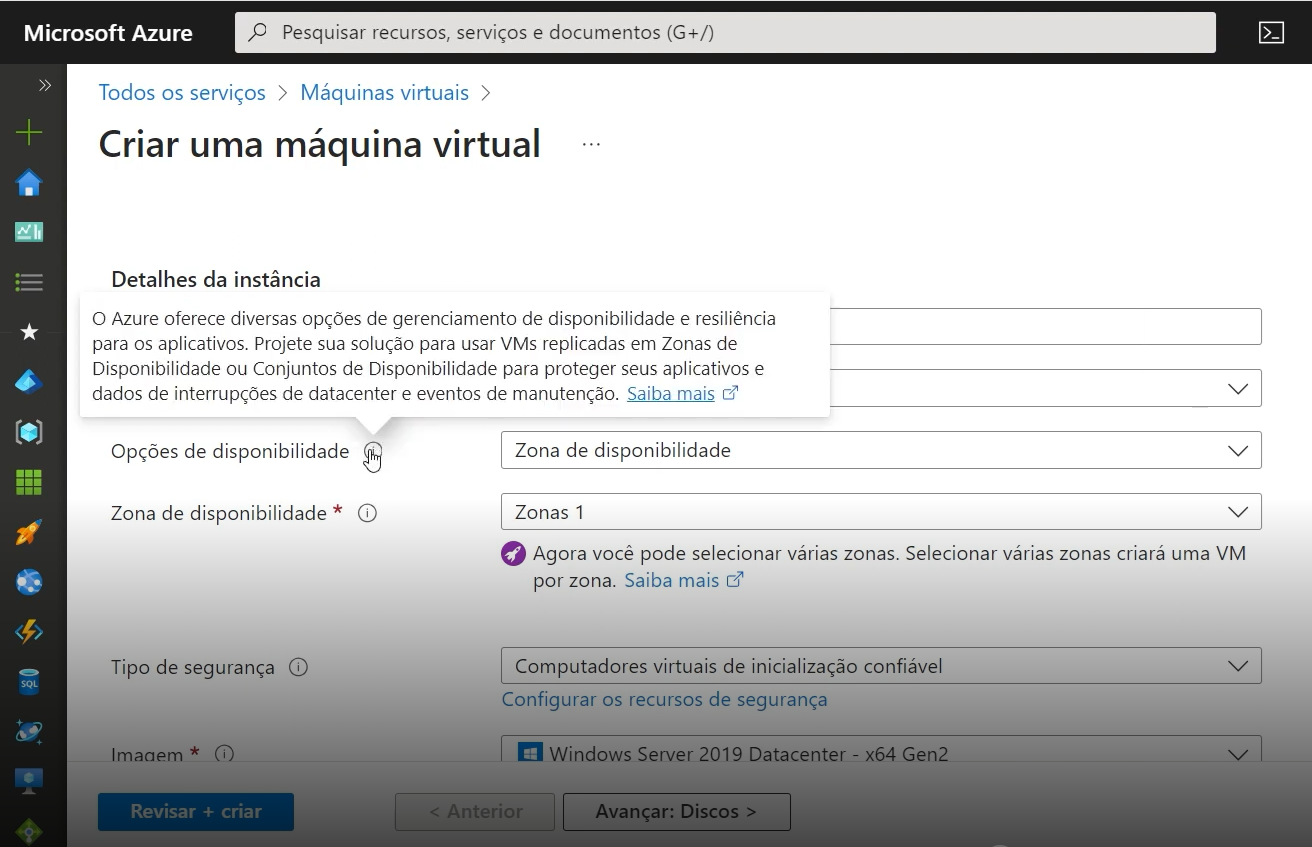 Microsoft Azure
Pesquisar recursos, serviços e documentos (G+/)
Todos os serviços > Máquinas virtuais >
Criar uma máquina virtual ...
Detalhes da instância
O Azure oferece diversas opções de gerenciamento de disponibilidade e resiliência
para os aplicativos. Projete sua solução para usar VMs replicadas em Zonas de
Disponibilidade ou Conjuntos de Disponibilidade para proteger seus aplicativos e
dados de interrupções de datacenter e eventos de manutenção. Saiba mais
Opções de disponibilidade
Zona de disponibilidade
Zona de disponibilidade *
Zonas 1
Agora você pode selecionar várias zonas. Selecionar várias zonas criará uma VM
por zona. Saiba mais
Tipo de segurança
Computadores virtuais de inicialização confiável
Configurar os recursos de segurança
Imagem *
Windows Server 2019 Datacenter - x64 Gen2
SQL
Revisar + criar
< Anterior
Avançar: Discos >